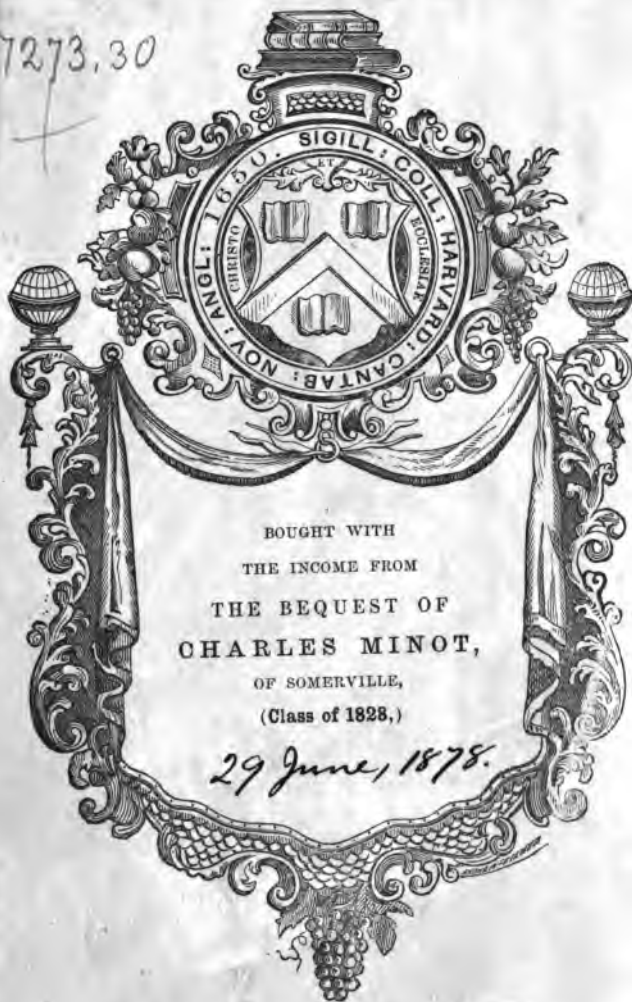 7273.30
SIGILL: COLL: HARVARD: CANTAB: NOV: ANGL: 1650.
ET
CHRISTO
ECCLESIAE
BOUGHT WITH
THE INCOME FROM
THE BEQUEST OF
CHARLES MINOT,
OF SOMERVILLE,
(Class of 1828,)
29 June, 1878.